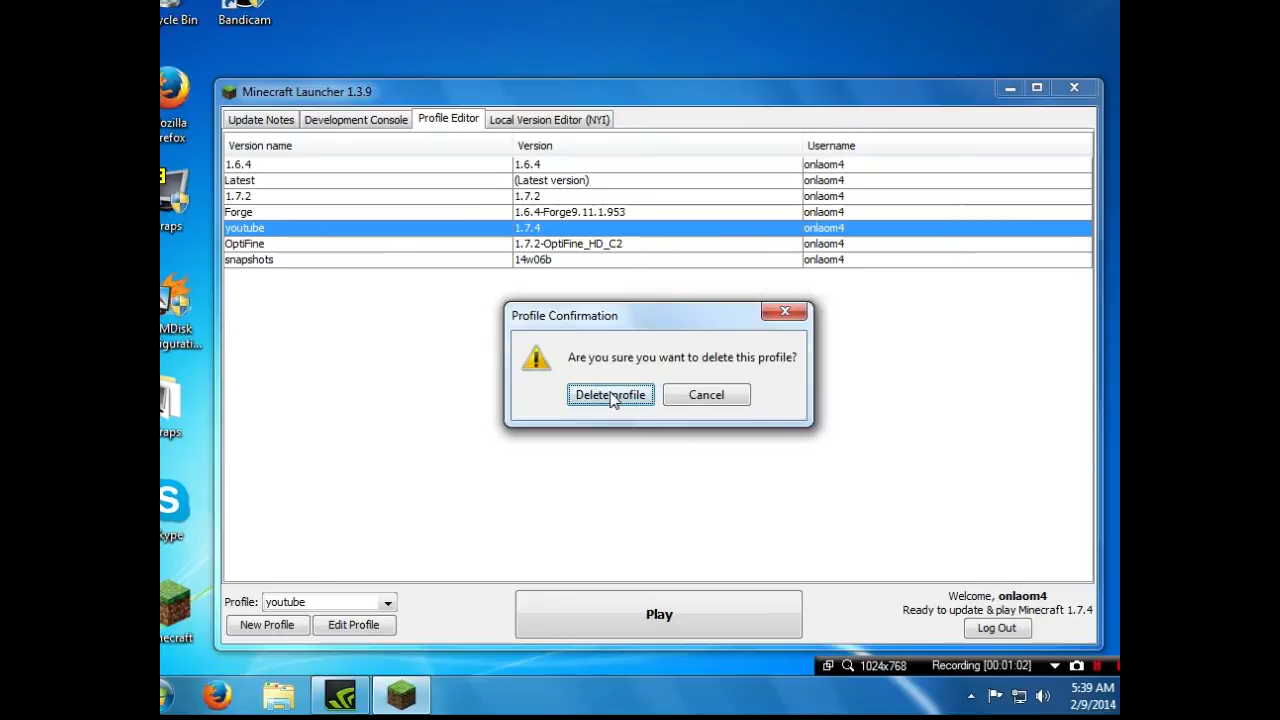 cycle Bin
Bandicam
Minecraft Launcher 1.3.9
Update Notes
Development Console
Profile Editor
Local Version Editor (NYI)
Version name
Version
Username
1.6.4
1.6.4
onlaom4
Latest
(Latest version)
onlaom4
1.7.2
1.7.2
onlaom4
Forge
1.6.4-Forge9.11.1.953
onlaom4
youtube
1.7.4
onlaom4
OptiFine
1.7.2-OptiFine_HD_C2
onlaom4
snapshots
14w06b
onlaom4
ozilla
refox
raps
MDisk
gurati...
raps
S
kype
necraft
Profile Confirmation
Are you sure you want to delete this profile?
Delete profile
Cancel
Profile:
youtube
New Profile
Edit Profile
Play
Welcome, onlaom4
Ready to update & play Minecraft 1.7.4
Log Out
1024x768
Recording [00:01:02]
5:39 AM
2/9/2014